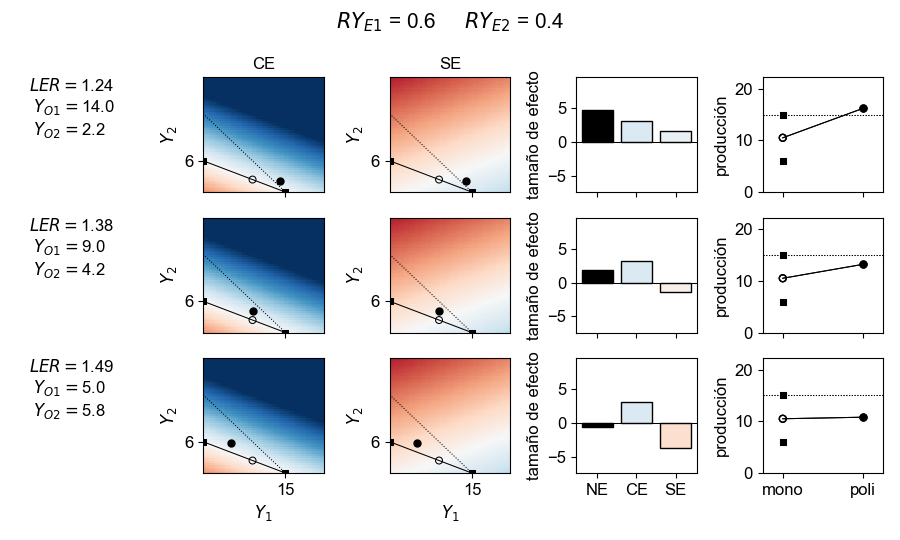 RY_E1 = 0.6 RY_E2 = 0.4
CE SE
LER = 1.24
Y_O1 = 14.0
Y_O2 = 2.2
Y_2
6
Y_2
tamaño de efecto
5
0
−5
producción
20
10
0
LER = 1.38
Y_O1 = 9.0
Y_O2 = 4.2
Y_2
6
Y_2
tamaño de efecto
5
0
−5
producción
20
10
0
LER = 1.49
Y_O1 = 5.0
Y_O2 = 5.8
Y_2
6
15
Y_1
Y_2
15
Y_1
tamaño de efecto
5
0
−5
NE CE SE
producción
20
10
0
mono poli